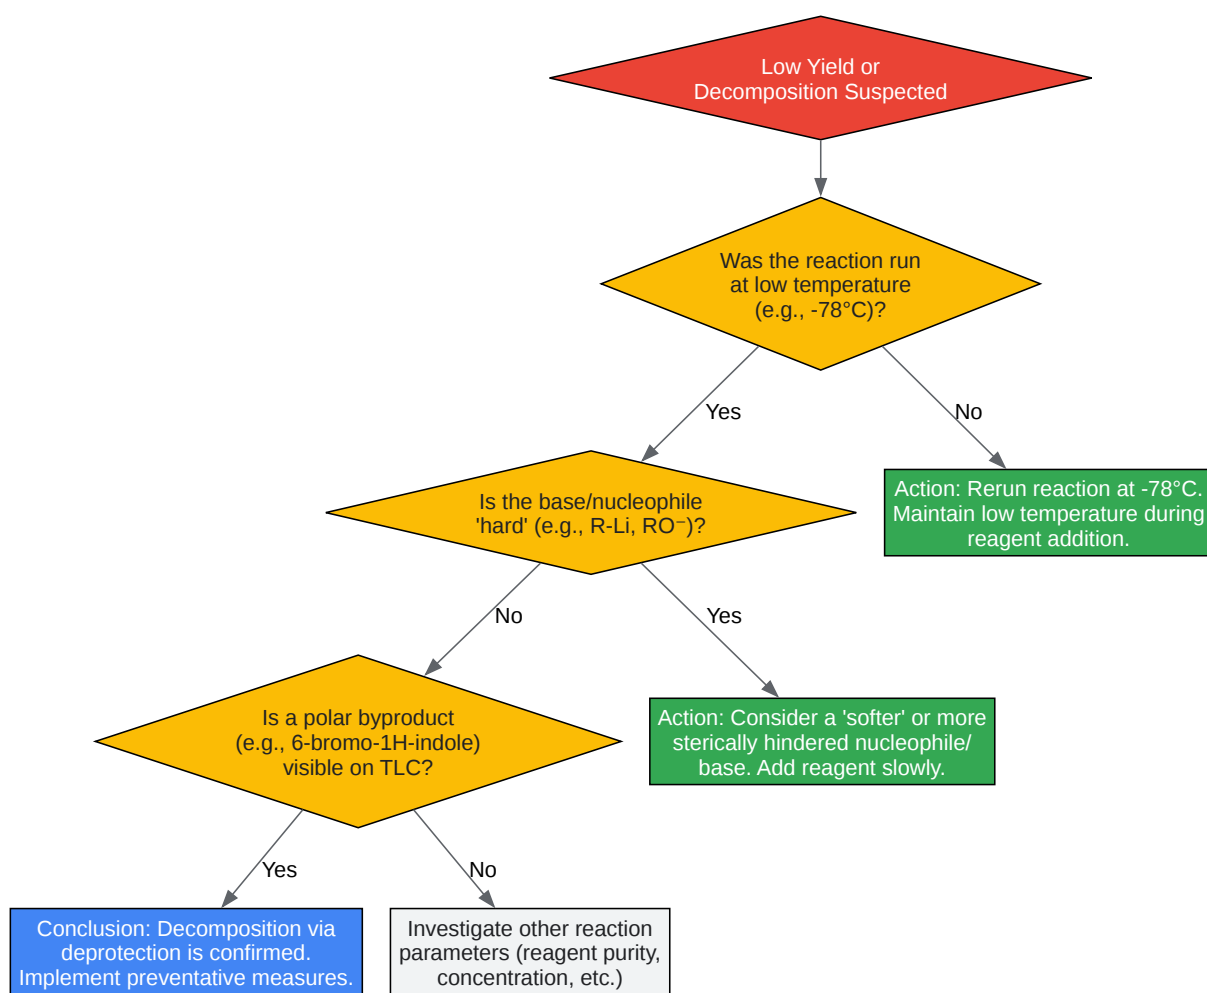 Low Yield or
Decomposition Suspected
Was the reaction run
at low temperature
(e.g., -78°C)?
Yes
No
Is the base/nucleophile
'hard' (e.g., R-Li, RO⁻)?
Action: Rerun reaction at -78°C.
Maintain low temperature during
reagent addition.
No
Yes
Is a polar byproduct
(e.g., 6-bromo-1H-indole)
visible on TLC?
Action: Consider a 'softer' or more
sterically hindered nucleophile/
base. Add reagent slowly.
Yes
No
Conclusion: Decomposition via
deprotection is confirmed.
Implement preventative measures.
Investigate other reaction
parameters (reagent purity,
concentration, etc.)